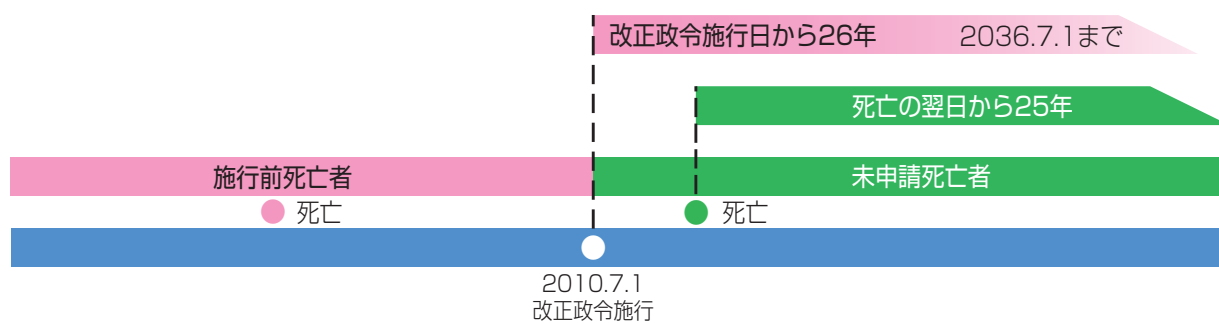 改正政令施行日から26年 2036.7.1まで
死亡の翌日から25年
施行前死亡者 未申請死亡者
死亡 死亡
2010.7.1
改正政令施行